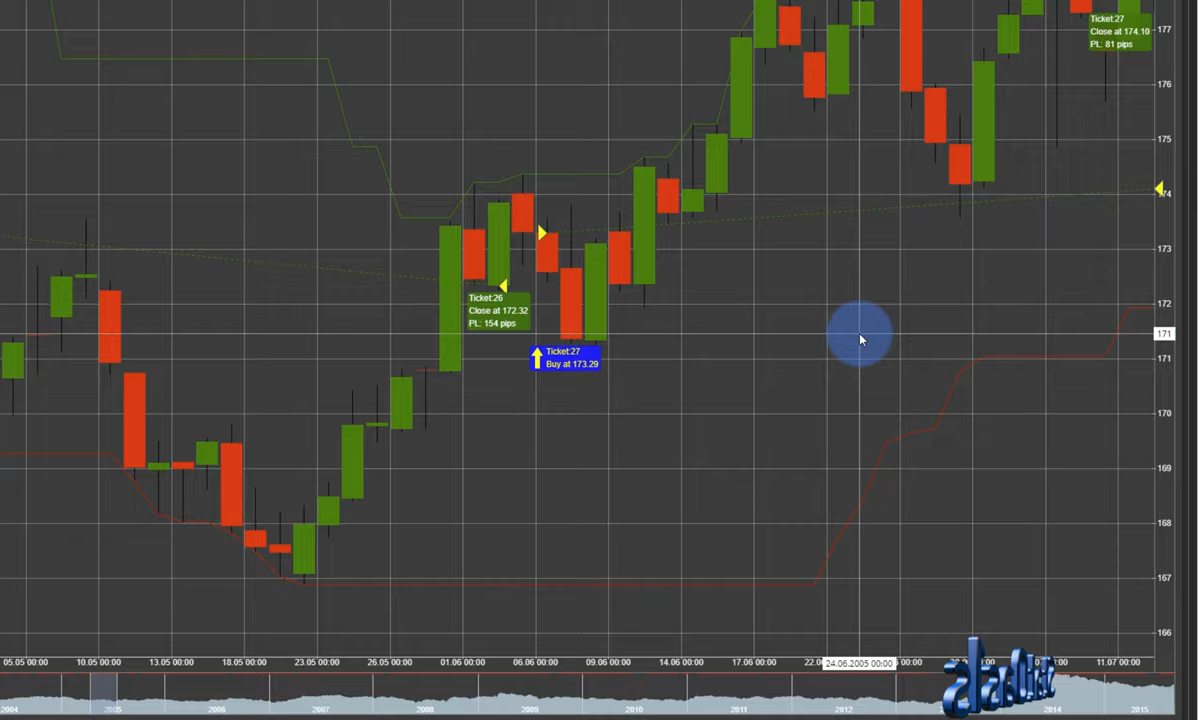 Ticket:27
Close at 174.10
PL: 81 pips
177
176
175
174
173
172
171
171
170
169
168
167
166
Ticket:26
Close at 172.32
PL: 154 pips
Ticket:27
Buy at 173.29
05.05 00:00 10.05 00:00 13.05 00:00 18.05 00:00 23.05 00:00 26.05 00:00 01.06 00:00 06.06 00:00 09.06 00:00 14.06 00:00 17.06 00:00 24.06.2005 00:00 11.07 00:00
2004 2005 2006 2007 2008 2009 2010 2011 2012 2014 2015